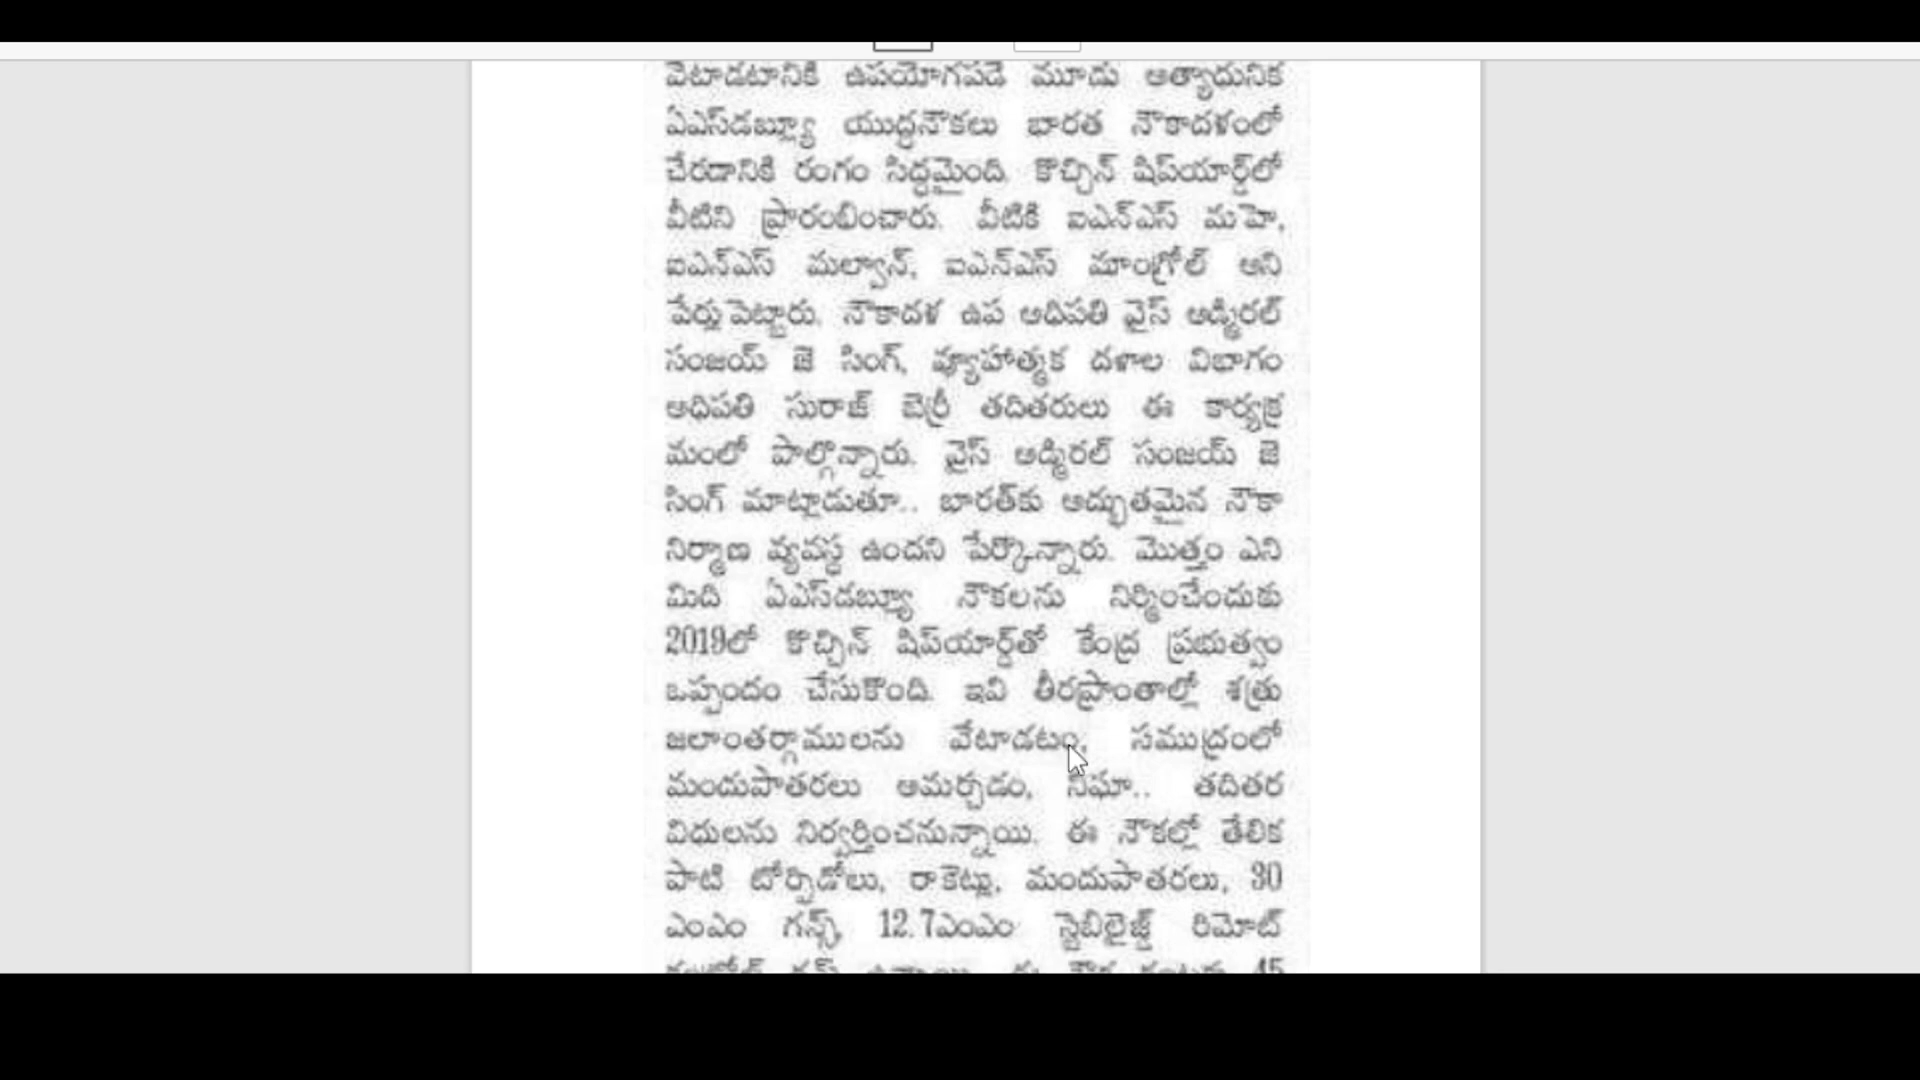 వేటాడటానికి ఉపయోగపడే మూడు అత్యాధునిక
ఏఎస్‌డబ్ల్యూ యుద్ధనౌకలు భారత నౌకాదళంలో
చేరడానికి రంగం సిద్ధమైంది. కొచ్చిన్ షిప్‌యార్డ్‌లో
వీటిని ప్రారంభించారు. వీటికి ఐఎన్ఎస్ మహె,
ఐఎన్ఎస్ మల్వాన్, ఐఎన్ఎస్ మాంగ్రోల్ అని
పేర్లు పెట్టారు. నౌకాదళ ఉప అధిపతి వైస్ అడ్మిరల్
సంజయ్ జె సింగ్, వ్యూహాత్మక దళాల విభాగం
అధిపతి సురాజ్ బెర్రీ తదితరులు ఈ కార్యక్ర
మంలో పాల్గొన్నారు. వైస్ అడ్మిరల్ సంజయ్ జె
సింగ్ మాట్లాడుతూ.. భారత్‌కు అద్భుతమైన నౌకా
నిర్మాణ వ్యవస్థ ఉందని పేర్కొన్నారు. మొత్తం ఎని
మిది ఏఎస్‌డబ్ల్యూ నౌకలను నిర్మించేందుకు
2019లో కొచ్చిన్ షిప్‌యార్డ్‌తో కేంద్ర ప్రభుత్వం
ఒప్పందం చేసుకొంది. ఇవి తీరప్రాంతాల్లో శత్రు
జలాంతర్గాములను వేటాడటం, సముద్రంలో
మందుపాతరలు అమర్చడం, నిఘా.. తదితర
విధులను నిర్వర్తించనున్నాయి. ఈ నౌకల్లో తేలిక
పాటి టోర్పిడోలు, రాకెట్లు, మందుపాతరలు, 30
ఎంఎం గన్స్, 12.7ఎంఎం స్టెబిలైజ్డ్ రిమోట్